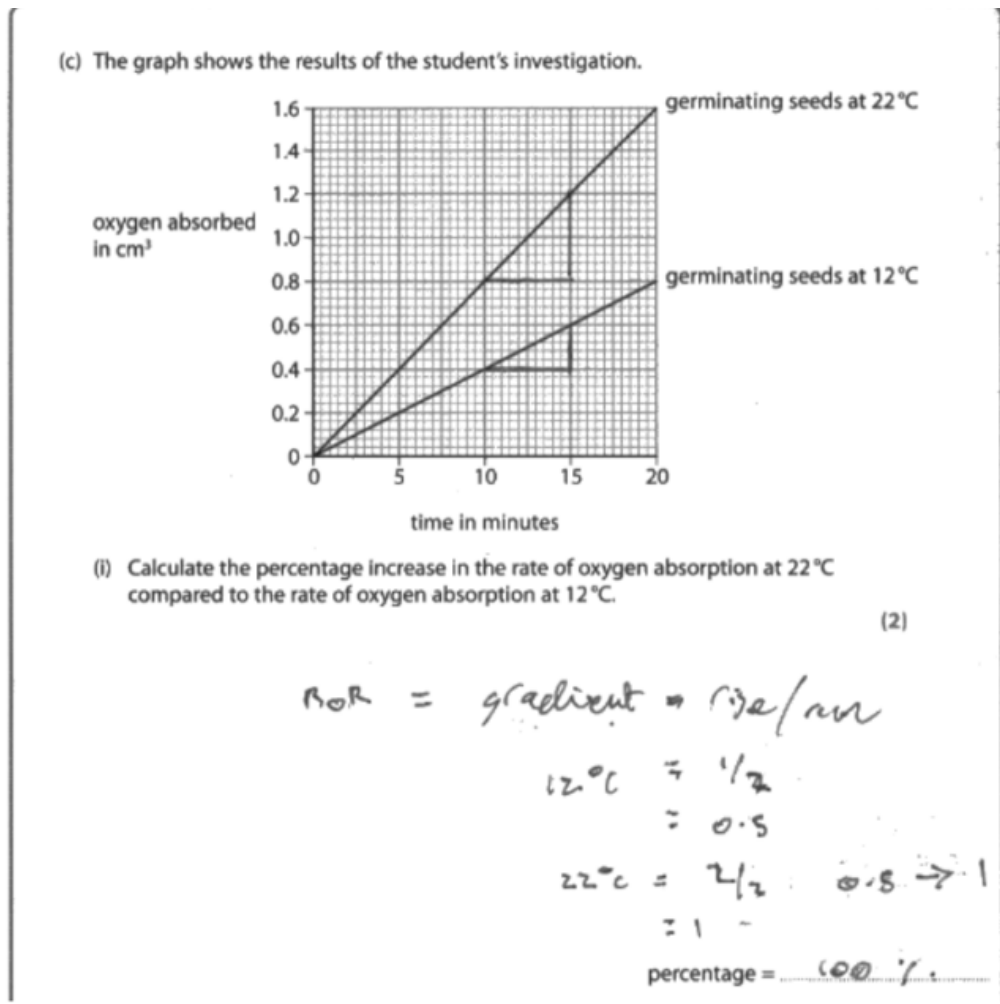 (c) The graph shows the results of the student's investigation.
germinating seeds at 22°C
1.6
1.4
1.2
oxygen absorbed
in cm³
1.0
0.8
germinating seeds at 12°C
0.6
0.4
0.2
0
0 5 10 15 20
time in minutes
(i) Calculate the percentage increase in the rate of oxygen absorption at 22°C
compared to the rate of oxygen absorption at 12°C.
(2)
RoR = gradient = rise/run
12°C = 1/2
= 0.5
22°C = 2/2 0.5 → 1
= 1
percentage = 100 %.